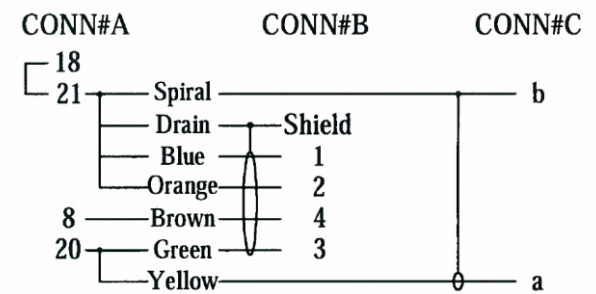 CONN#A CONN#B CONN#C
18
21 Spiral b
Drain Shield
Blue 1
Orange 2
8 Brown 4
20 Green 3
Yellow a